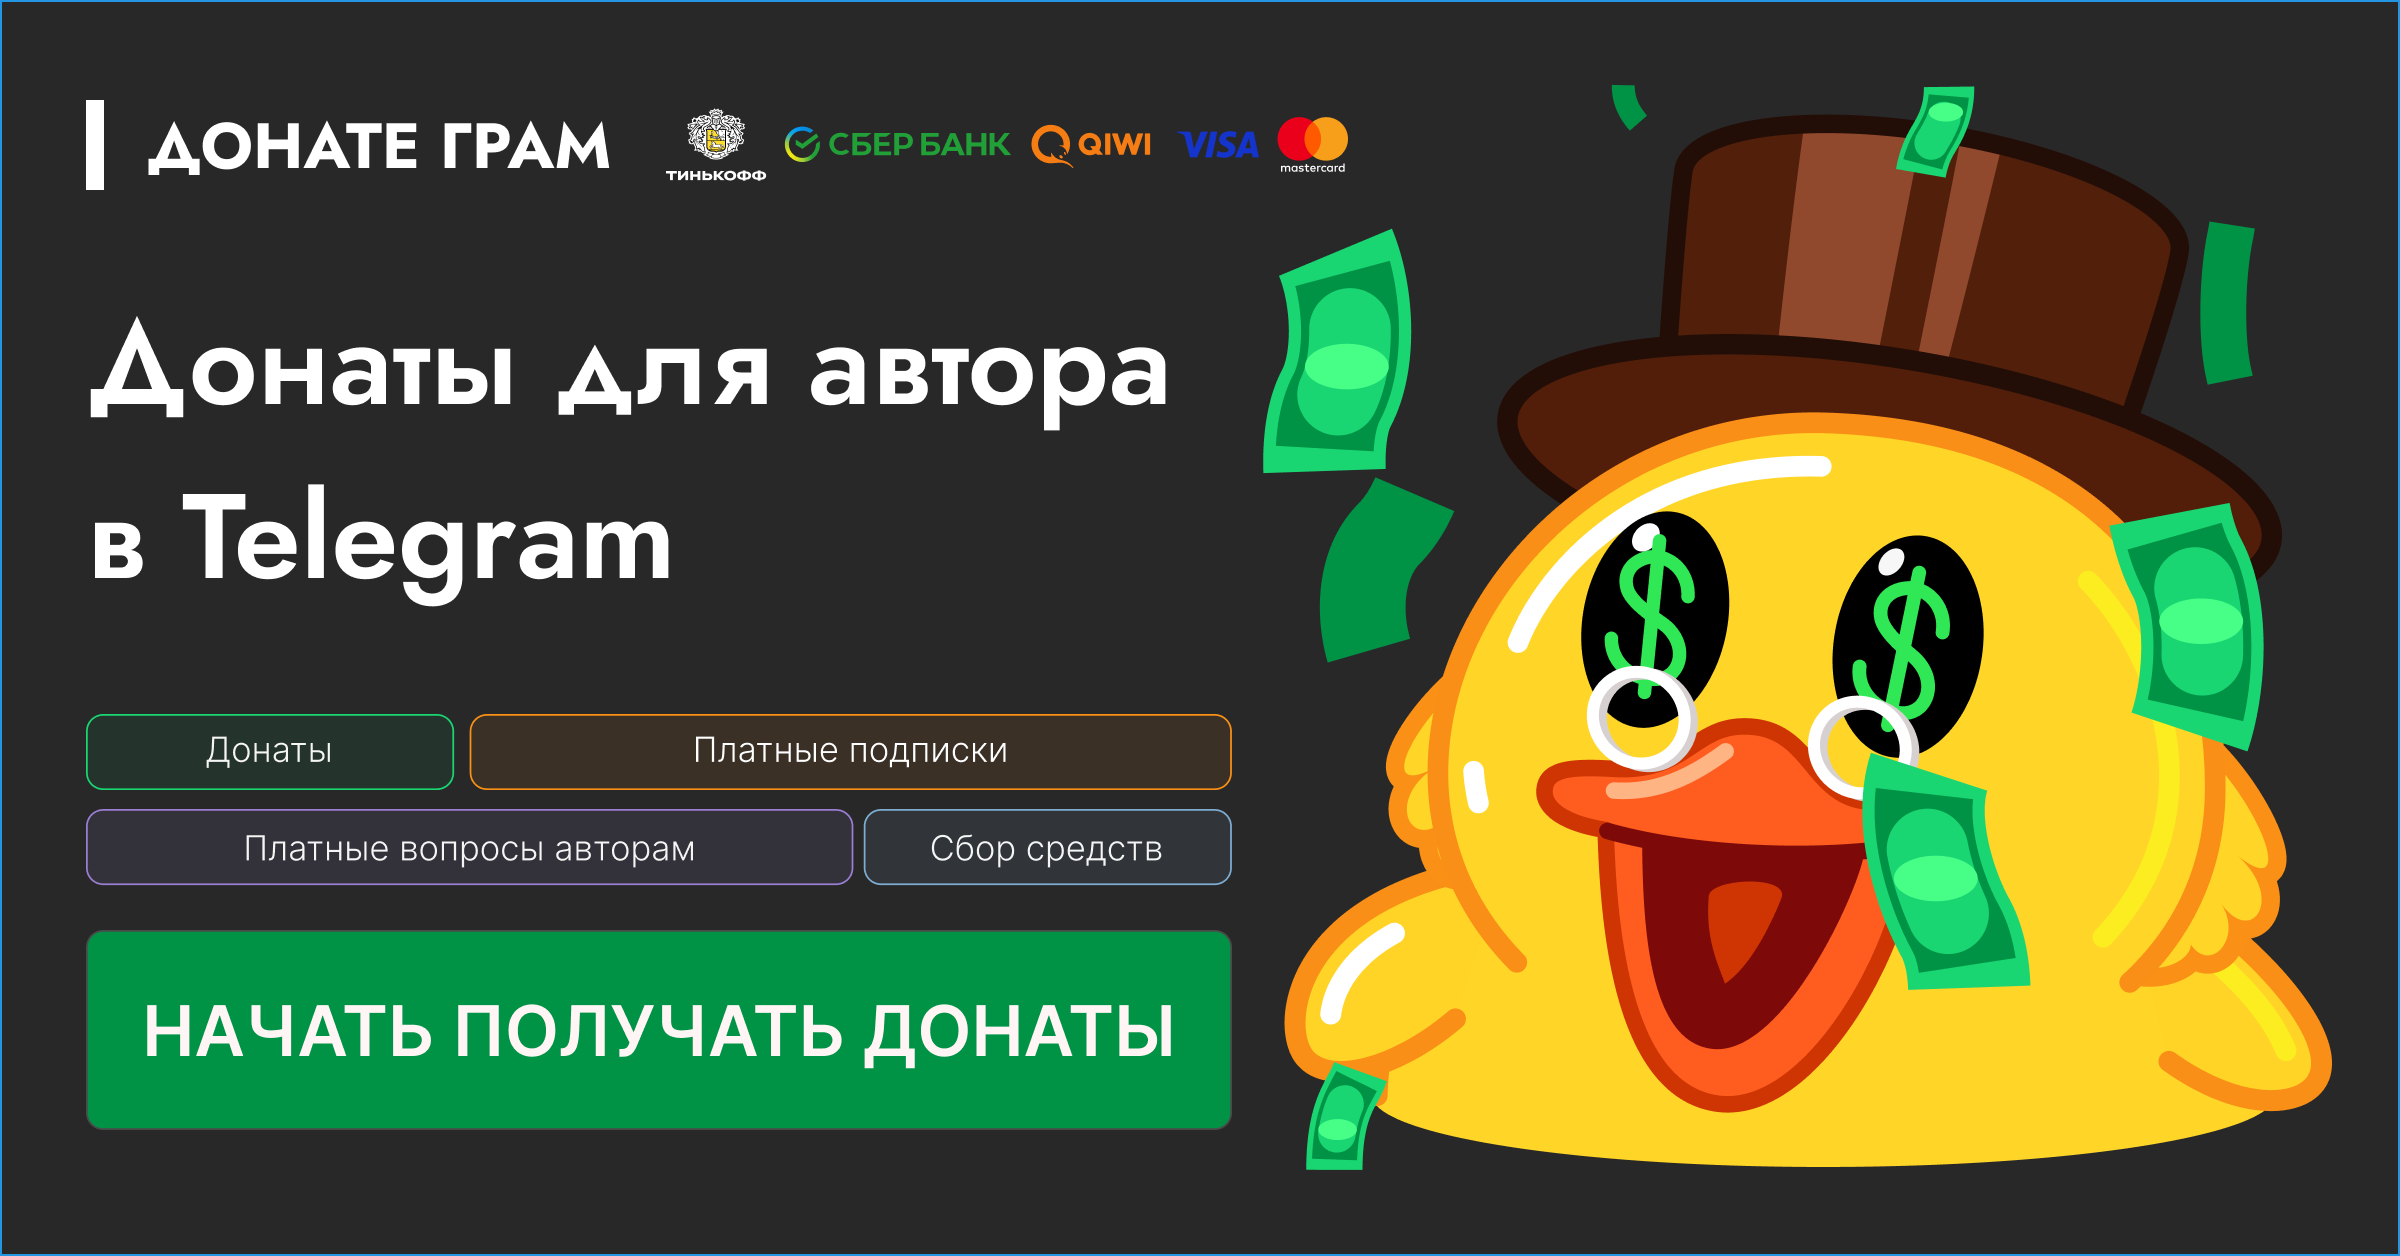 ДОНАТЕ ГРАМ
ТИНЬКОФФ
СБЕР БАНК
QIWI
VISA
mastercard
Донаты для автора
в Telegram
Донаты
Платные подписки
Платные вопросы авторам
Сбор средств
НАЧАТЬ ПОЛУЧАТЬ ДОНАТЫ